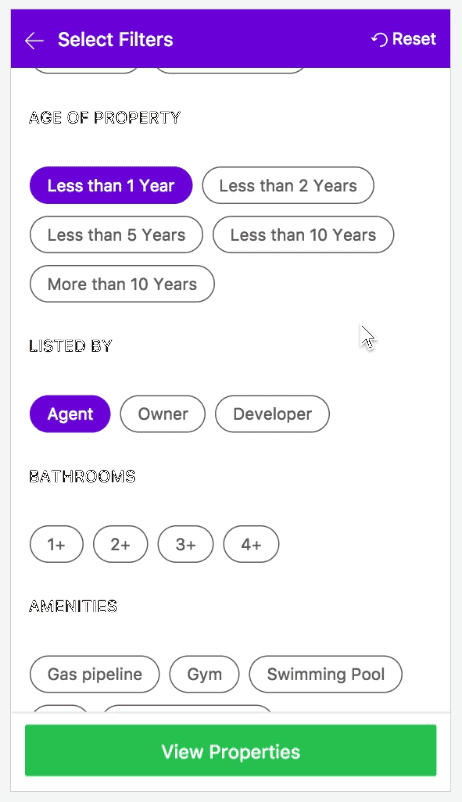 Select Filters Reset
AGE OF PROPERTY
Less than 1 Year Less than 2 Years
Less than 5 Years Less than 10 Years
More than 10 Years
LISTED BY
Agent Owner Developer
BATHROOMS
1+ 2+ 3+ 4+
AMENITIES
Gas pipeline Gym Swimming Pool
View Properties